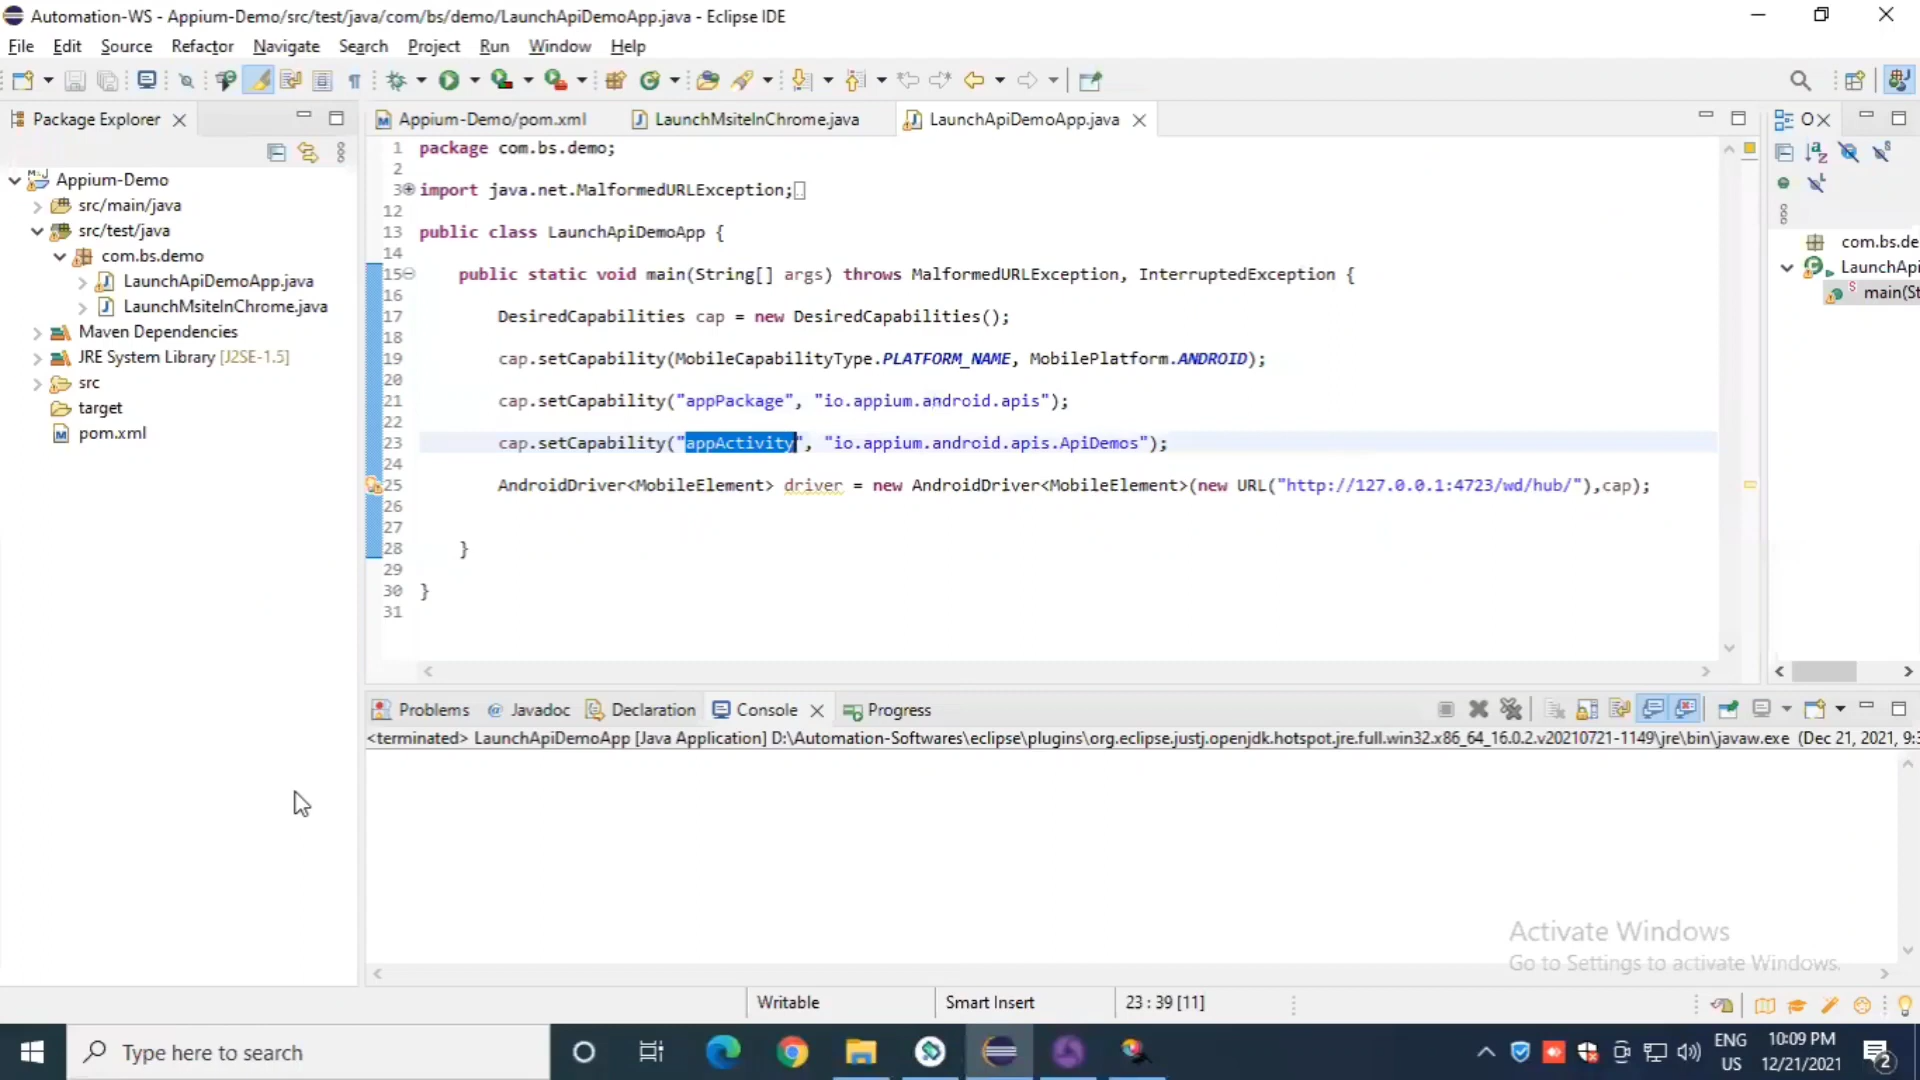 Automation-WS - Appium-Demo/src/test/java/com/bs/demo/LaunchApiDemoApp.java - Eclipse IDE
File Edit Source Refactor Navigate Search Project Run Window Help
Package Explorer
Appium-Demo
src/main/java
src/test/java
com.bs.demo
LaunchApiDemoApp.java
LaunchMsiteInChrome.java
Maven Dependencies
JRE System Library [J2SE-1.5]
src
target
pom.xml
Appium-Demo/pom.xml LaunchMsiteInChrome.java LaunchApiDemoApp.java
1 package com.bs.demo;
2
3 import java.net.MalformedURLException;
12
13 public class LaunchApiDemoApp {
14
15 public static void main(String[] args) throws MalformedURLException, InterruptedException {
16
17 DesiredCapabilities cap = new DesiredCapabilities();
18
19 cap.setCapability(MobileCapabilityType.PLATFORM_NAME, MobilePlatform.ANDROID);
20
21 cap.setCapability("appPackage", "io.appium.android.apis");
22
23 cap.setCapability("appActivity", "io.appium.android.apis.ApiDemos");
24
25 AndroidDriver<MobileElement> driver = new AndroidDriver<MobileElement>(new URL("http://127.0.0.1:4723/wd/hub/"),cap);
26
27
28 }
29
30 }
31
O
com.bs.de
LaunchApi
main(St
Problems Javadoc Declaration Console Progress
<terminated> LaunchApiDemoApp [Java Application] D:\Automation-Softwares\eclipse\plugins\org.eclipse.justj.openjdk.hotspot.jre.full.win32.x86_64_16.0.2.v20210721-1149\jre\bin\javaw.exe (Dec 21, 2021, 9:3
Activate Windows
Go to Settings to activate Windows.
Writable Smart Insert 23 : 39 [11]
Type here to search
ENG
US
10:09 PM
12/21/2021
2